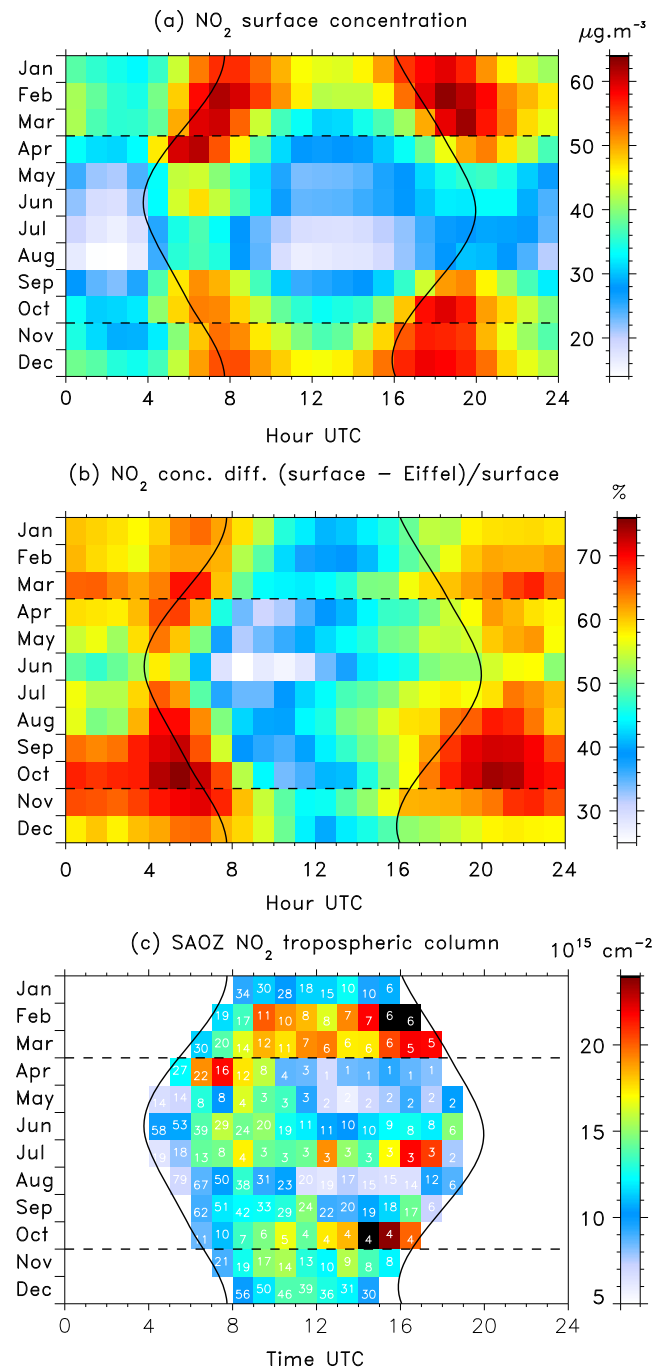 (a) NO2 surface concentration
μg.m-3
Jan
Feb
Mar
Apr
May
Jun
Jul
Aug
Sep
Oct
Nov
Dec
60
50
40
30
20
0 4 8 12 16 20 24
Hour UTC
(b) NO2 conc. diff. (surface − Eiffel)/surface
%
Jan
Feb
Mar
Apr
May
Jun
Jul
Aug
Sep
Oct
Nov
Dec
70
60
50
40
30
0 4 8 12 16 20 24
Hour UTC
(c) SAOZ NO2 tropospheric column
10^15 cm-2
Jan 34 30 28 18 15 10 10 6
Feb 19 17 11 10 8 8 7 7 6 6
Mar 30 20 14 12 11 7 6 6 6 6 5 5
Apr 27 22 16 12 8 4 3 1 1 1 1 1
May 14 14 8 8 4 3 3 2 2 2 2 2 2 2
Jun 58 53 39 29 24 20 19 11 11 10 10 9 8 8 6
Jul 19 18 13 8 4 3 3 3 3 3 3 3 3 3 2
Aug 79 67 50 38 31 23 20 19 17 15 15 14 12 6
Sep 62 51 42 33 29 24 22 20 19 18 17 6
Oct 1 10 7 6 5 4 4 4 4 4 4
Nov 21 19 17 14 13 10 9 8 8
Dec 56 50 46 39 36 31 30
20
15
10
5
0 4 8 12 16 20 24
Time UTC